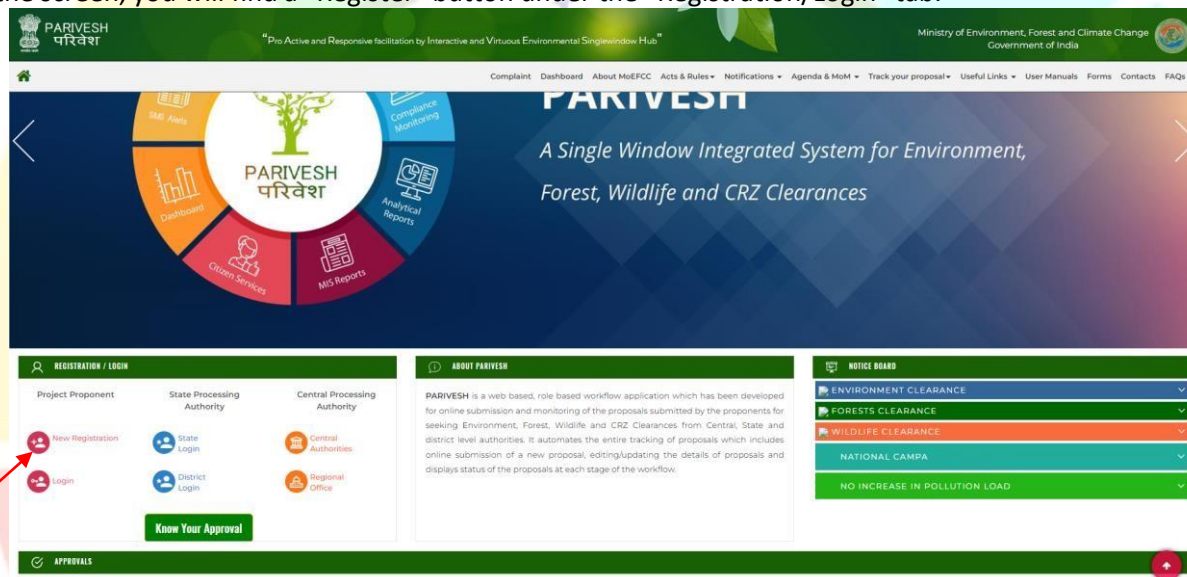 the screen, you will find a "Register" button under the "Registration/Login" tab.
PARIVESH
परिवेश
"Pro Active and Responsive facilitation by Interactive and Virtuous Environmental Singlewindow Hub"
Ministry of Environment, Forest and Climate Change
Government of India
Complaint Dashboard About MoEFCC Acts & Rules Notifications Agenda & MoM Track your proposal Useful Links User Manuals Forms Contacts FAQs
PARIVESH
A Single Window Integrated System for Environment,
Forest, Wildlife and CRZ Clearances
SMS Alerts
Compliance
Monitoring
PARIVESH
परिवेश
Dashboard
Analytical
Reports
Citizen Services
MIS Reports
REGISTRATION / LOGIN
Project Proponent
State Processing
Authority
Central Processing
Authority
New Registration
State
Login
Central
Authorities
Login
District
Login
Regional
Office
Know Your Approval
ABOUT PARIVESH
PARIVESH is a web based, role based workflow application which has been developed
for online submission and monitoring of the proposals submitted by the proponents for
seeking Environment, Forest, Wildlife and CRZ Clearances from Central, State and
district level authorities. It automates the entire tracking of proposals which includes
online submission of a new proposal, editing/updating the details of proposals and
displays status of the proposals at each stage of the workflow.
NOTICE BOARD
ENVIRONMENT CLEARANCE
FORESTS CLEARANCE
WILDLIFE CLEARANCE
NATIONAL CAMPA
NO INCREASE IN POLLUTION LOAD
APPROVALS